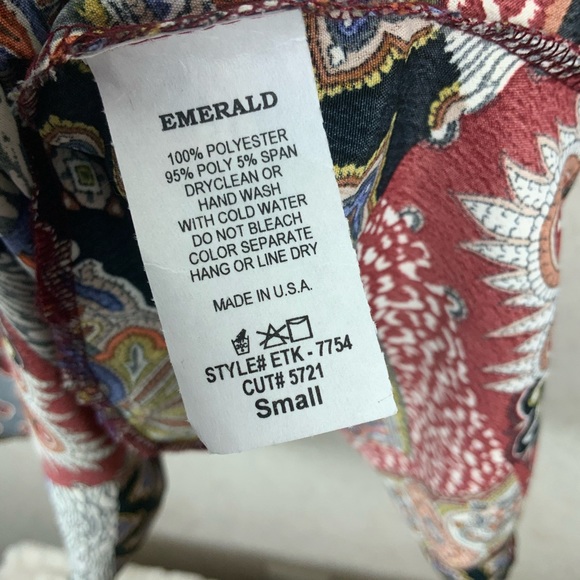 EMERALD
100% POLYESTER
95% POLY 5% SPAN
DRYCLEAN OR
HAND WASH
WITH COLD WATER
DO NOT BLEACH
COLOR SEPARATE
HANG OR LINE DRY
MADE IN U.S.A.
STYLE# ETK - 7754
CUT# 5721
Small